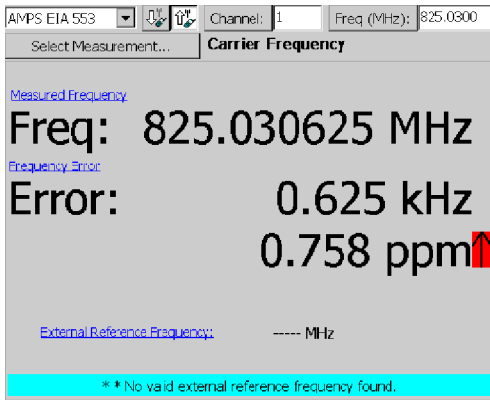 AMPS EIA 553 Channel: 1 Freq (MHz): 825.0300
Select Measurement... Carrier Frequency
Measured Frequency
Freq: 825.030625 MHz
Frequency Error
Error: 0.625 kHz
0.758 ppm
External Reference Frequency: ----- MHz
* * No valid external reference frequency found.